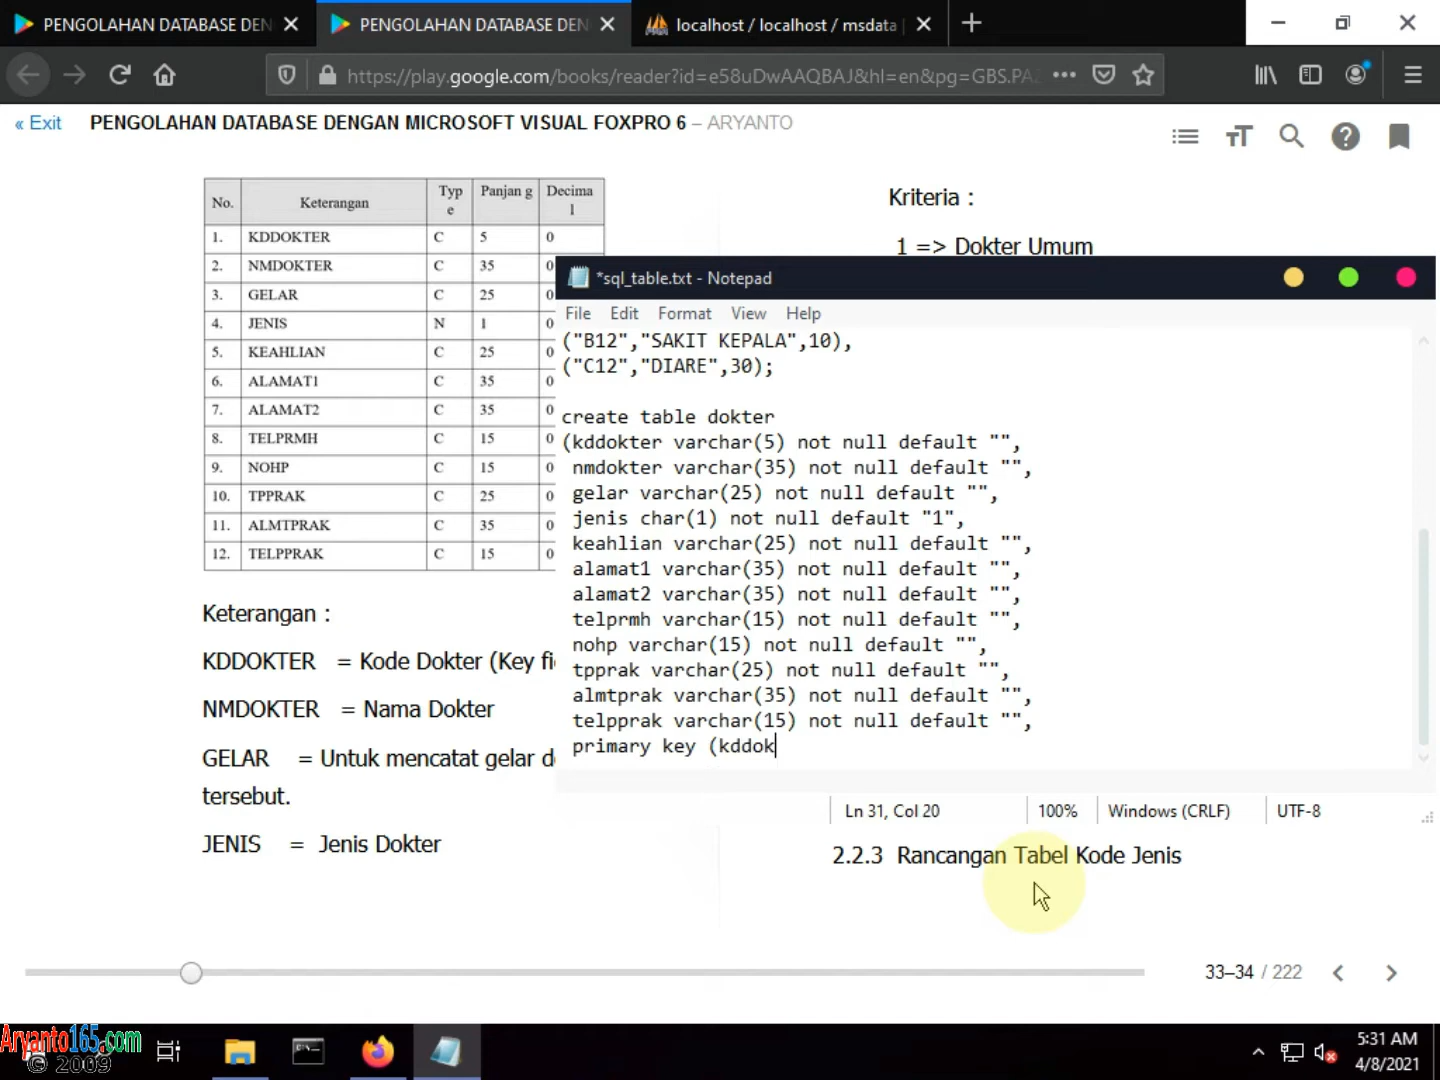 PENGOLAHAN DATABASE DEN
PENGOLAHAN DATABASE DEN
localhost / localhost / msdata |
https://play.google.com/books/reader?id=e58uDwAAQBAJ&hl=en&pg=GBS.PA
« Exit PENGOLAHAN DATABASE DENGAN MICROSOFT VISUAL FOXPRO 6 – ARYANTO
No. Keterangan Typ e Panjan g Decima l
1. KDDOKTER C 5 0
2. NMDOKTER C 35 0
3. GELAR C 25 0
4. JENIS N 1 0
5. KEAHLIAN C 25 0
6. ALAMAT1 C 35 0
7. ALAMAT2 C 35 0
8. TELPRMH C 15 0
9. NOHP C 15 0
10. TPPRAK C 25 0
11. ALMTPRAK C 35 0
12. TELPPRAK C 15 0
Keterangan :
KDDOKTER = Kode Dokter (Key fi
NMDOKTER = Nama Dokter
GELAR = Untuk mencatat gelar d
tersebut.
JENIS = Jenis Dokter
Kriteria :
1 => Dokter Umum
*sql_table.txt - Notepad
File Edit Format View Help
("B12","SAKIT KEPALA",10),
("C12","DIARE",30);
create table dokter
(kddokter varchar(5) not null default "",
nmdokter varchar(35) not null default "",
gelar varchar(25) not null default "",
jenis char(1) not null default "1",
keahlian varchar(25) not null default "",
alamat1 varchar(35) not null default "",
alamat2 varchar(35) not null default "",
telprmh varchar(15) not null default "",
nohp varchar(15) not null default "",
tpprak varchar(25) not null default "",
almtprak varchar(35) not null default "",
telpprak varchar(15) not null default "",
primary key (kddok
Ln 31, Col 20 100% Windows (CRLF) UTF-8
2.2.3 Rancangan Tabel Kode Jenis
33–34 / 222
Aryanto165.com
© 2009
5:31 AM
4/8/2021